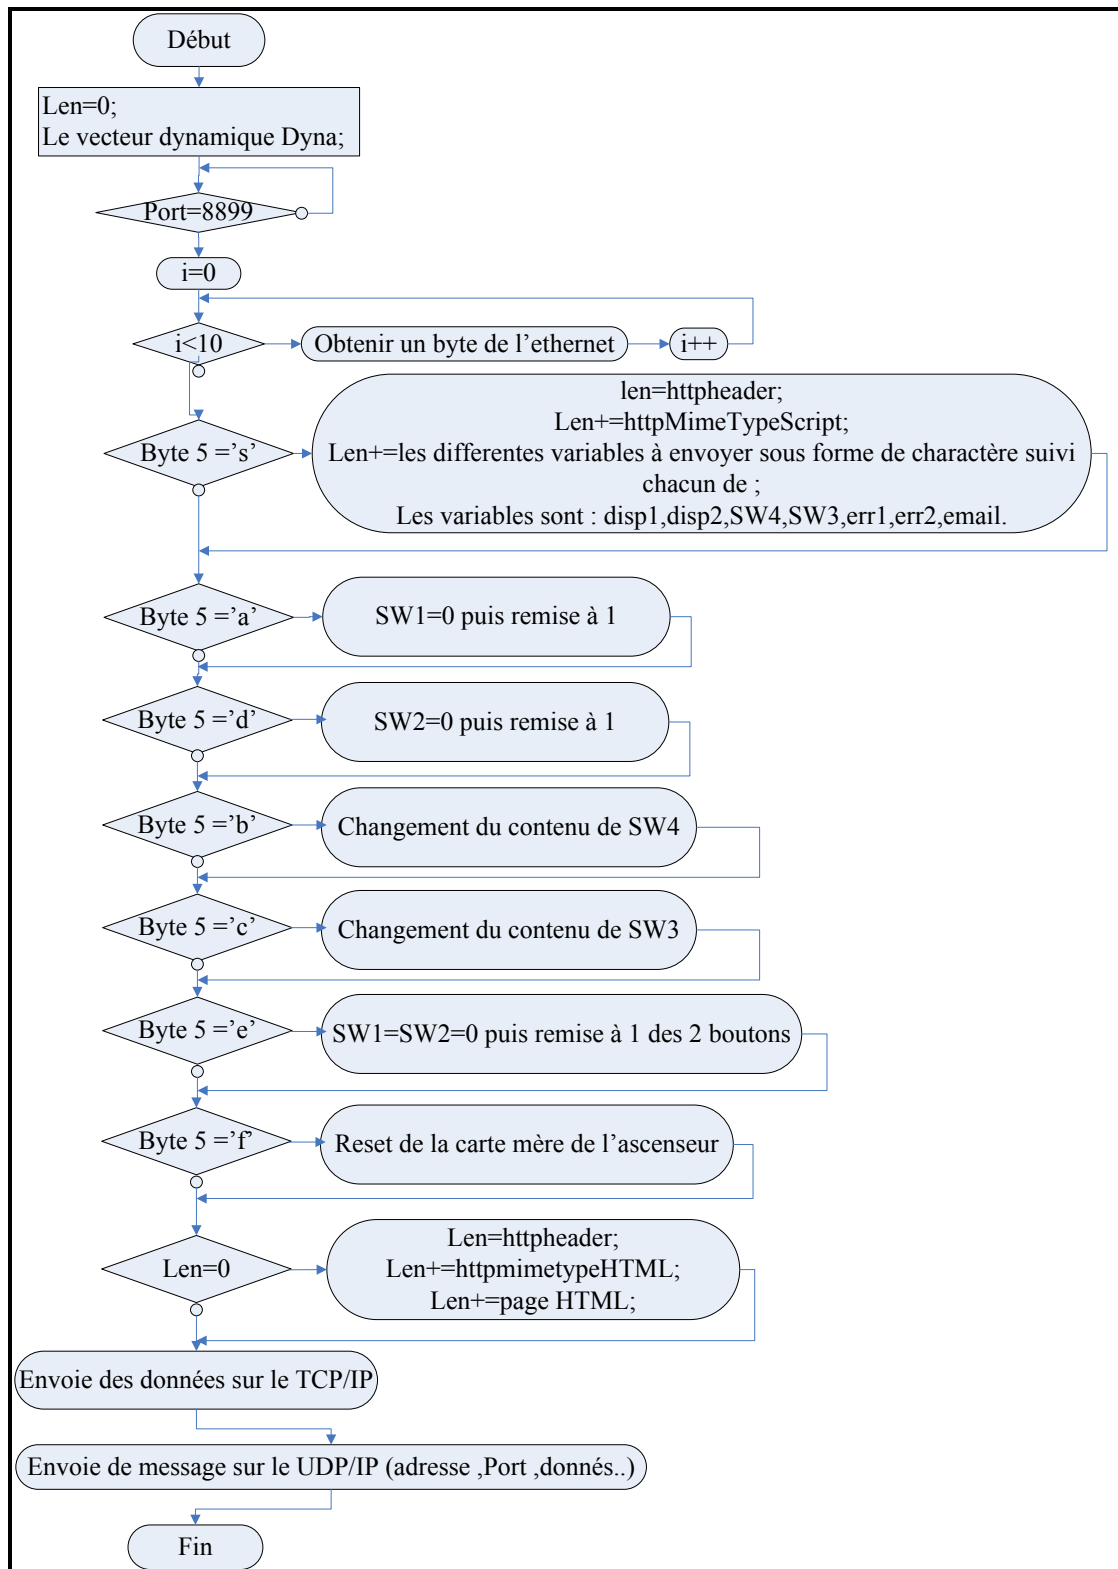 Début
Len=0;
Le vecteur dynamique Dyna;
Port=8899
i=0
i<10
Obtenir un byte de l’ethernet
i++
len=httpheader;
Len+=httpMimeTypeScript;
Len+=les differentes variables à envoyer sous forme de charactère suivi
chacun de ;
Les variables sont : disp1,disp2,SW4,SW3,err1,err2,email.
Byte 5 =’s’
Byte 5 =’a’
SW1=0 puis remise à 1
Byte 5 =’d’
SW2=0 puis remise à 1
Byte 5 =’b’
Changement du contenu de SW4
Byte 5 =’c’
Changement du contenu de SW3
Byte 5 =’e’
SW1=SW2=0 puis remise à 1 des 2 boutons
Byte 5 =’f’
Reset de la carte mère de l’ascenseur
Len=0
Len=httpheader;
Len+=httpmimetypeHTML;
Len+=page HTML;
Envoie des données sur le TCP/IP
Envoie de message sur le UDP/IP (adresse ,Port ,donnés..)
Fin